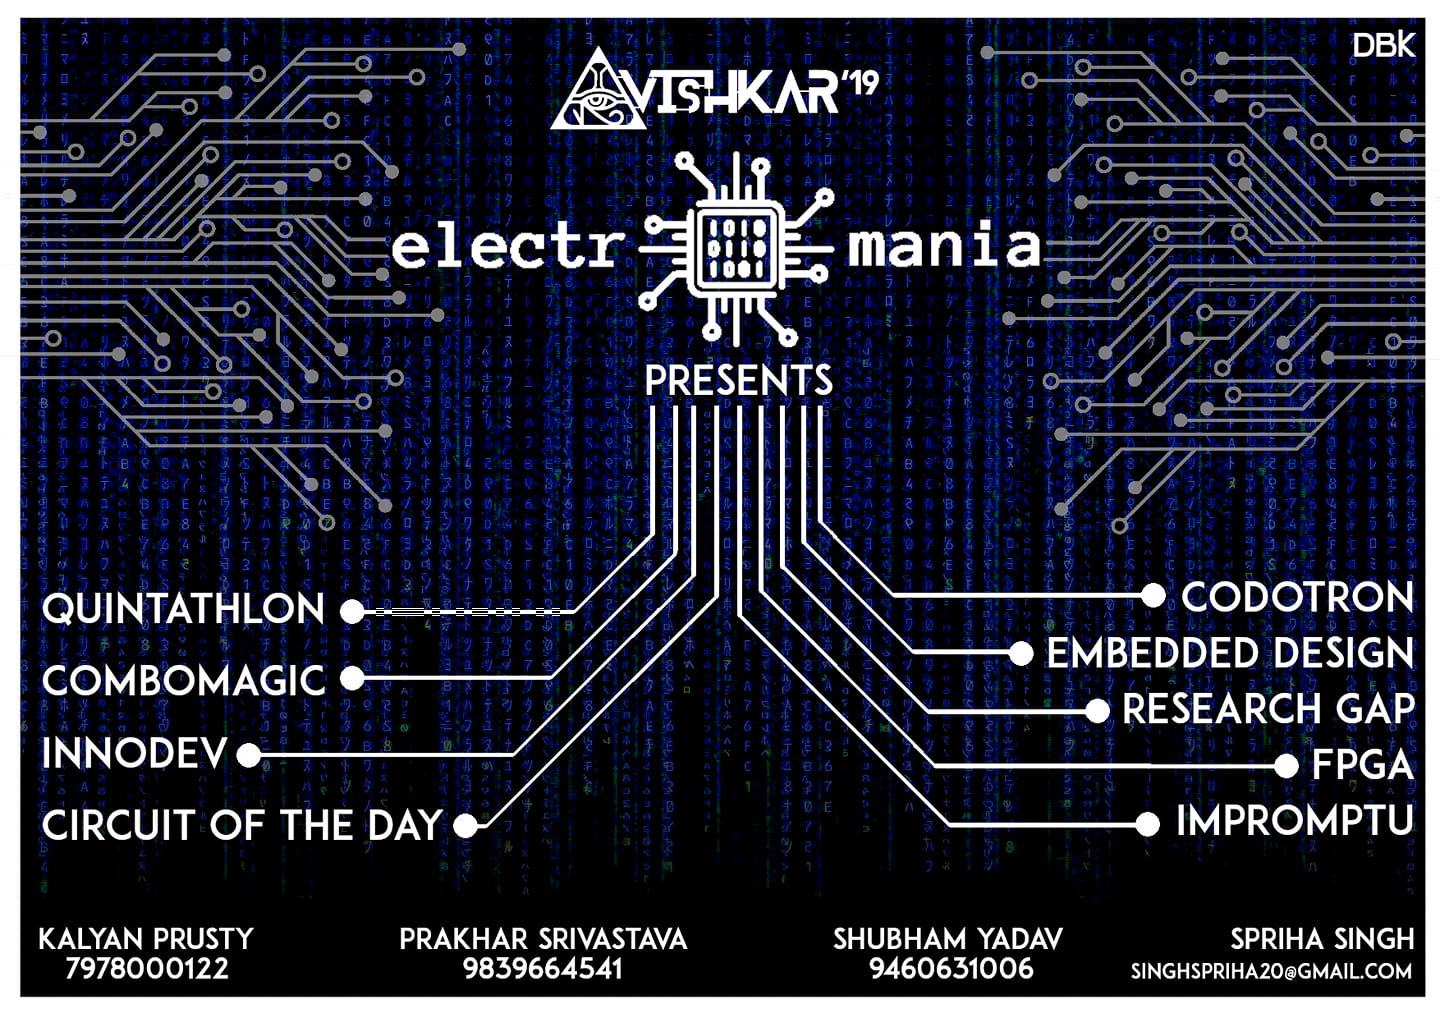 DBK
AVISHKAR'19
electr mania
PRESENTS
QUINTATHLON
COMBOMAGIC
INNODEV
CIRCUIT OF THE DAY
CODOTRON
EMBEDDED DESIGN
RESEARCH GAP
FPGA
IMPROMPTU
KALYAN PRUSTY
7978000122
PRAKHAR SRIVASTAVA
9839664541
SHUBHAM YADAV
9460631006
SPRIHA SINGH
SINGHSPRIHA20@GMAIL.COM